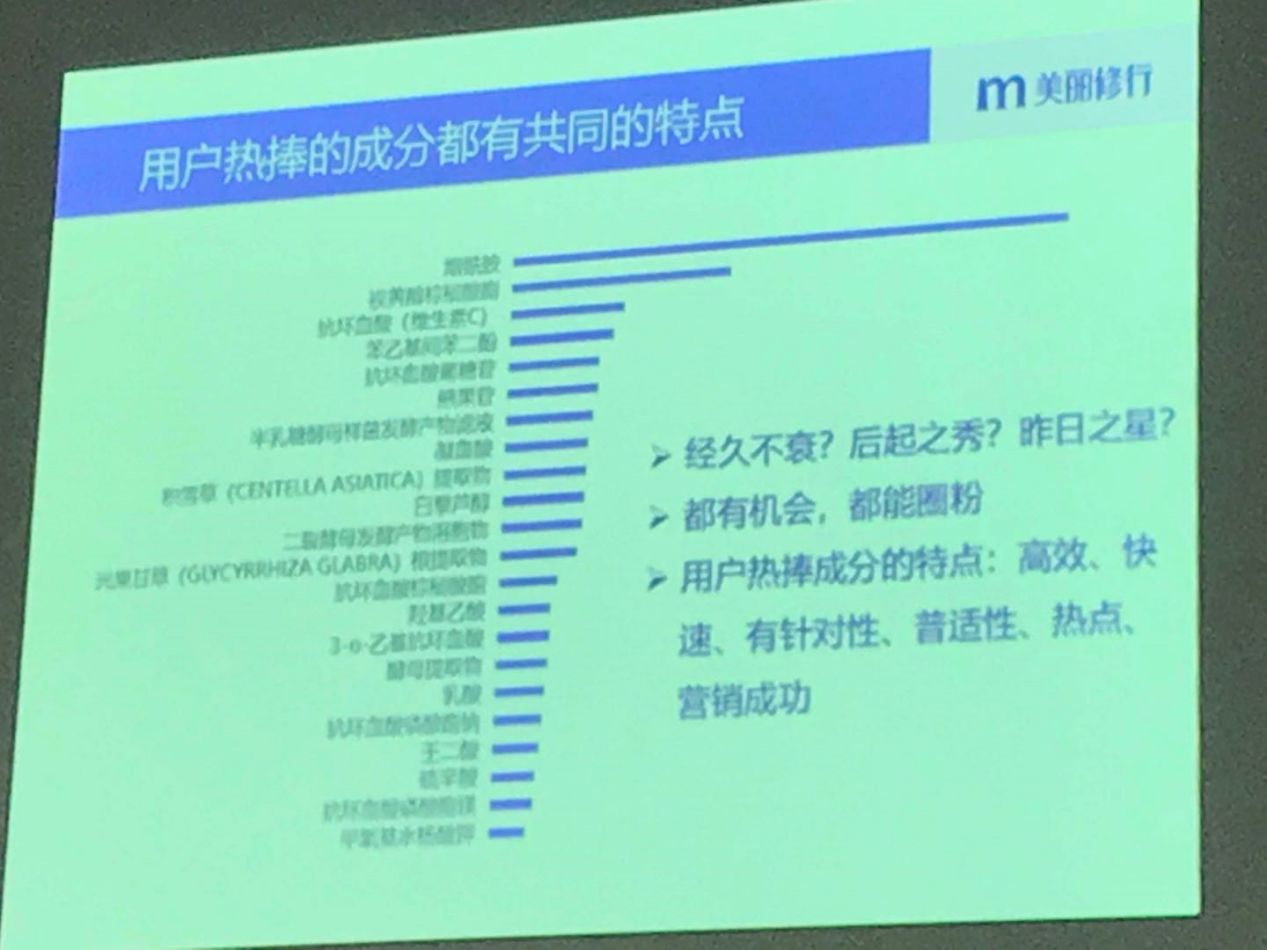 用户热捧的成分都有共同的特点
m 美丽修行
烟酰胺
视黄醇棕榈酸酯
抗坏血酸（维生素C）
苯乙基间苯二酚
抗坏血酸葡糖苷
熊果苷
半乳糖酵母样菌发酵产物滤液
凝血酸
积雪草（CENTELLA ASIATICA）提取物
白藜芦醇
二裂酵母发酵产物溶胞物
光果甘草（GLYCYRRHIZA GLABRA）根提取物
抗坏血酸棕榈酸酯
羟基乙酸
3-o-乙基抗坏血酸
酵母提取物
乳酸
抗坏血酸磷酸酯钠
壬二酸
硫辛酸
抗坏血酸磷酸酯镁
甲氧基水杨酸钾
➢ 经久不衰？后起之秀？昨日之星？
➢ 都有机会，都能圈粉
➢ 用户热捧成分的特点：高效、快
速、有针对性、普适性、热点、
营销成功